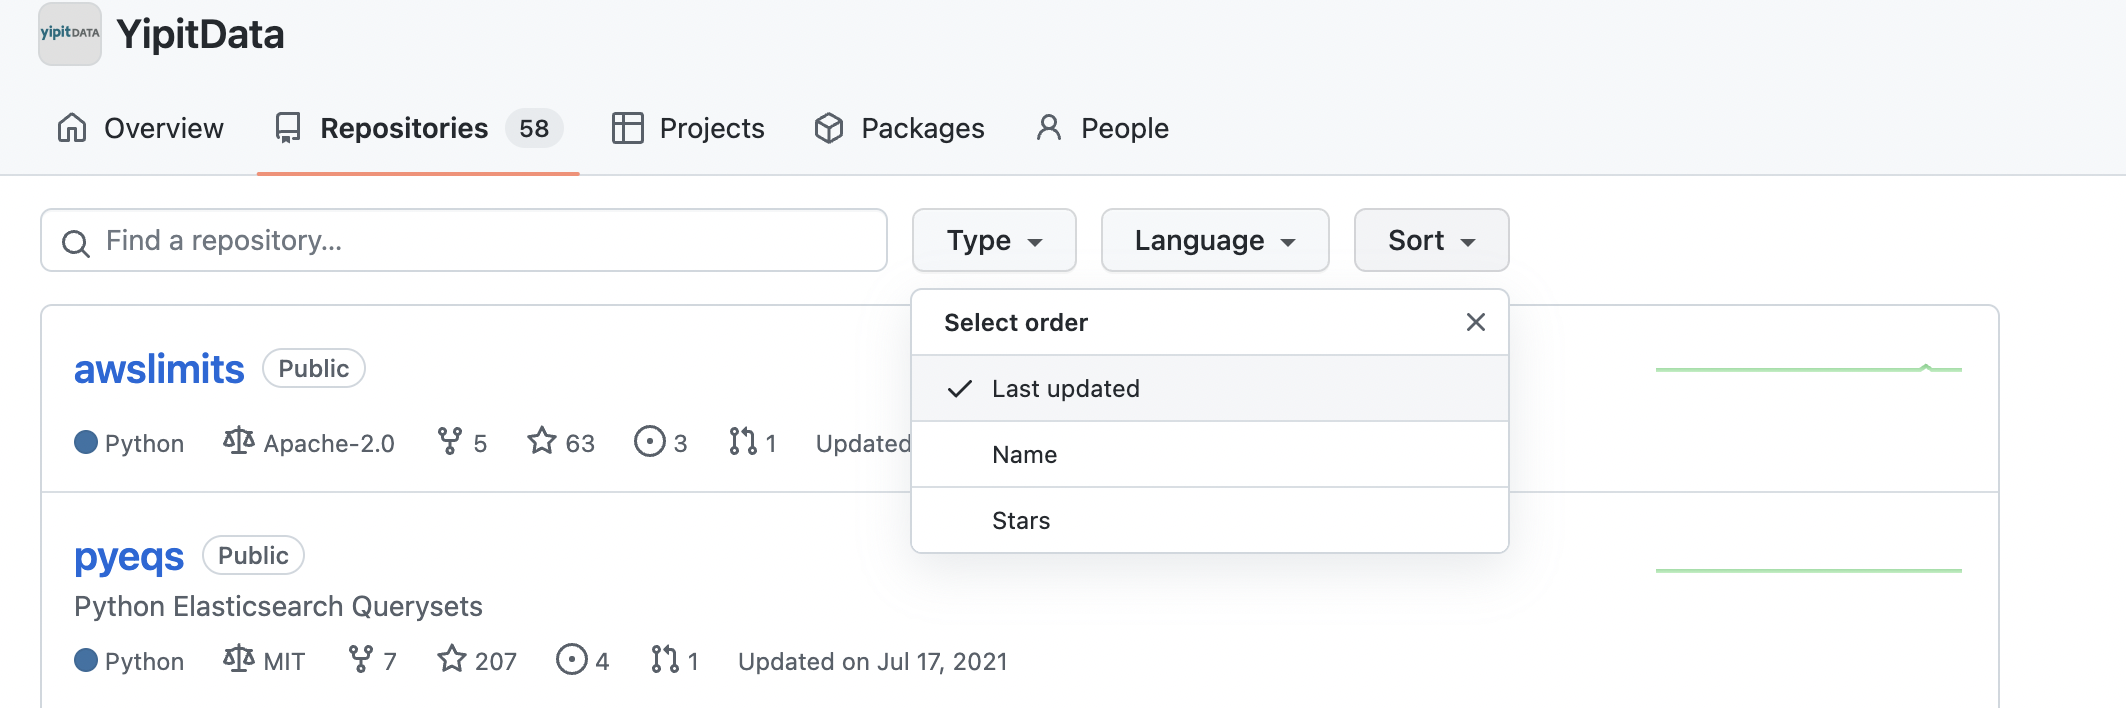 yipitDATA YipitData
Overview Repositories 58 Projects Packages People
Find a repository... Type Language Sort
Select order
awslimits Public
Last updated
Python Apache-2.0 5 63 3 1 Updated
Name
Stars
pyeqs Public
Python Elasticsearch Querysets
Python MIT 7 207 4 1 Updated on Jul 17, 2021